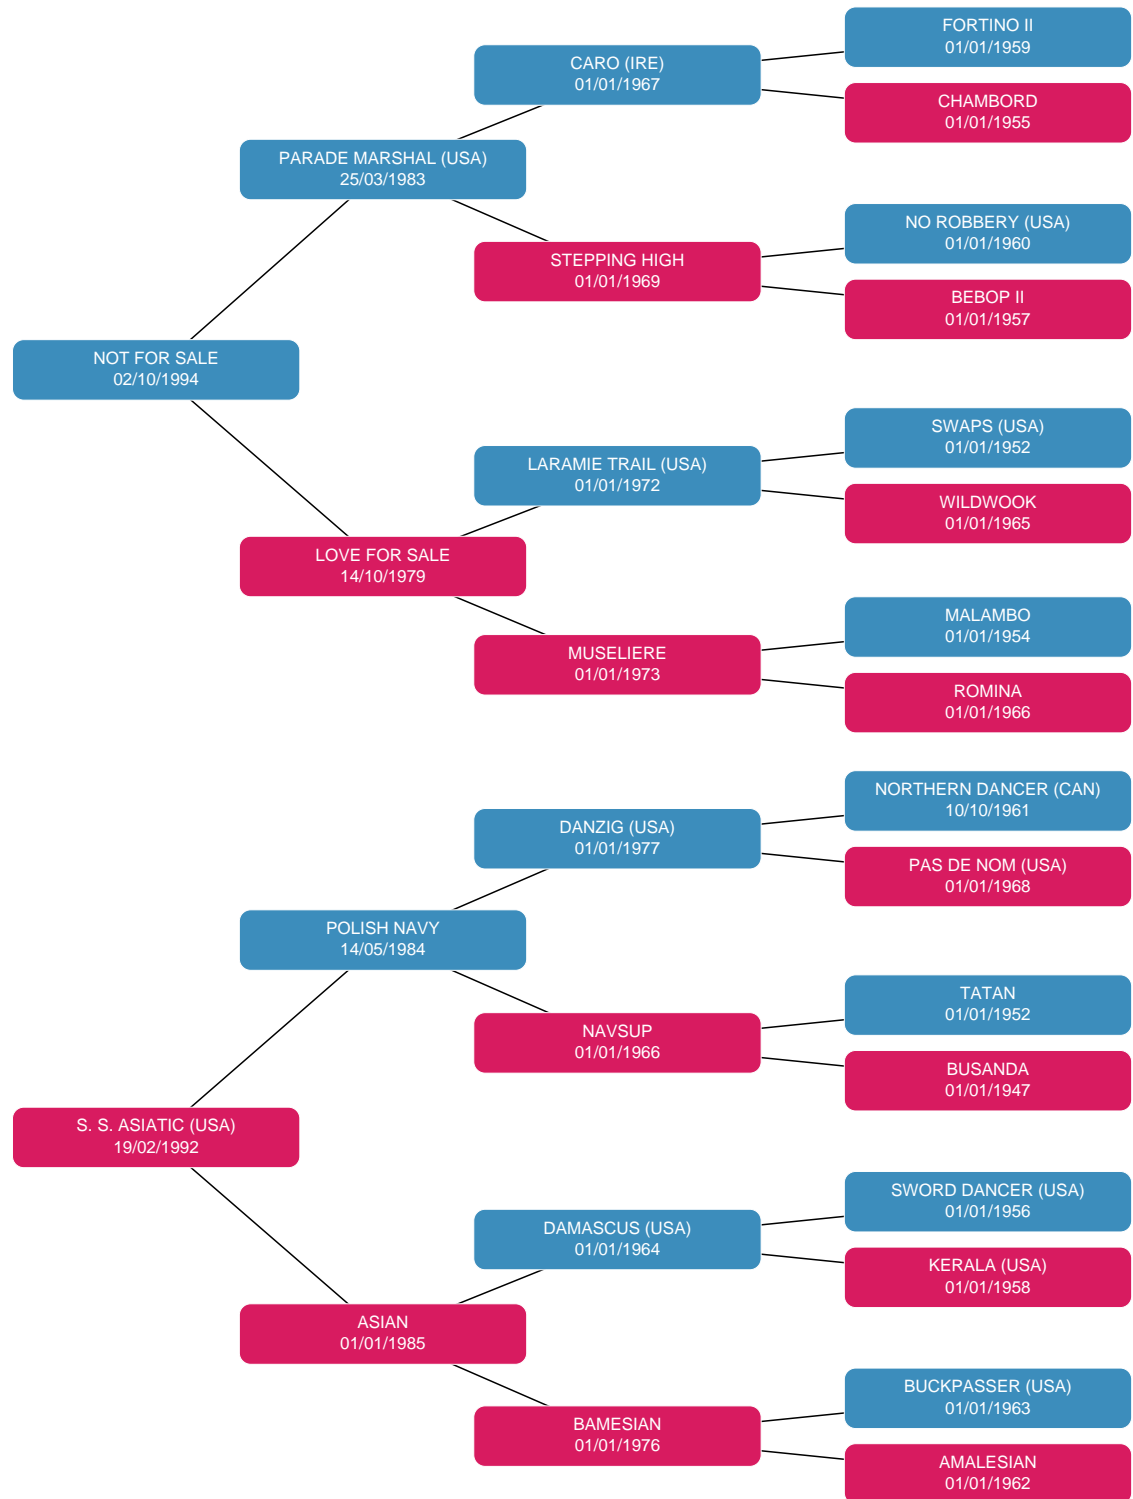 FORTINO II
01/01/1959
CARO (IRE)
01/01/1967
CHAMBORD
01/01/1955
PARADE MARSHAL (USA)
25/03/1983
NO ROBBERY (USA)
01/01/1960
STEPPING HIGH
01/01/1969
BEBOP II
01/01/1957
NOT FOR SALE
02/10/1994
SWAPS (USA)
01/01/1952
LARAMIE TRAIL (USA)
01/01/1972
WILDWOOK
01/01/1965
LOVE FOR SALE
14/10/1979
MALAMBO
01/01/1954
MUSELIERE
01/01/1973
ROMINA
01/01/1966
NORTHERN DANCER (CAN)
10/10/1961
DANZIG (USA)
01/01/1977
PAS DE NOM (USA)
01/01/1968
POLISH NAVY
14/05/1984
TATAN
01/01/1952
NAVSUP
01/01/1966
BUSANDA
01/01/1947
S. S. ASIATIC (USA)
19/02/1992
SWORD DANCER (USA)
01/01/1956
DAMASCUS (USA)
01/01/1964
KERALA (USA)
01/01/1958
ASIAN
01/01/1985
BUCKPASSER (USA)
01/01/1963
BAMESIAN
01/01/1976
AMALESIAN
01/01/1962